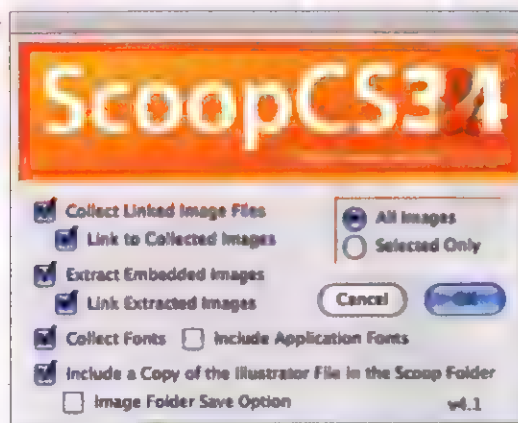 ScoopCS3&4
Collect Linked Image Files
Link to Collected Images
Extract Embedded Images
Link Extracted Images
Collect Fonts Include Application Fonts
Include a Copy of the Illustrator File in the Scoop Folder
Image Folder Save Option
All Images
Selected Only
Cancel
v4.1